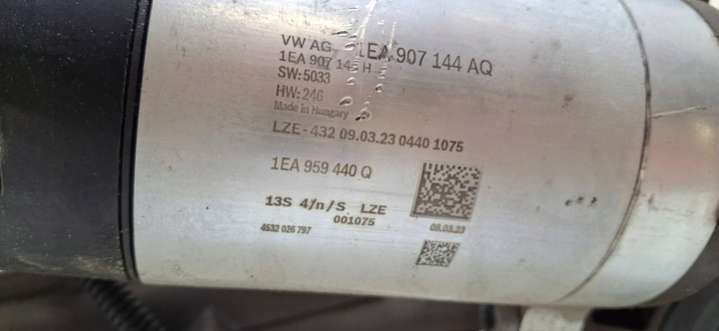 VW AG 1EA 907 144 AQ
1EA 907 145 H
SW:5033
HW:246
Made in Hungary
LZE-432 09.03.23 0440 1075
1EA 959 440 Q
13S 4/n/S LZE
001075
4532 026 797
09.03.23